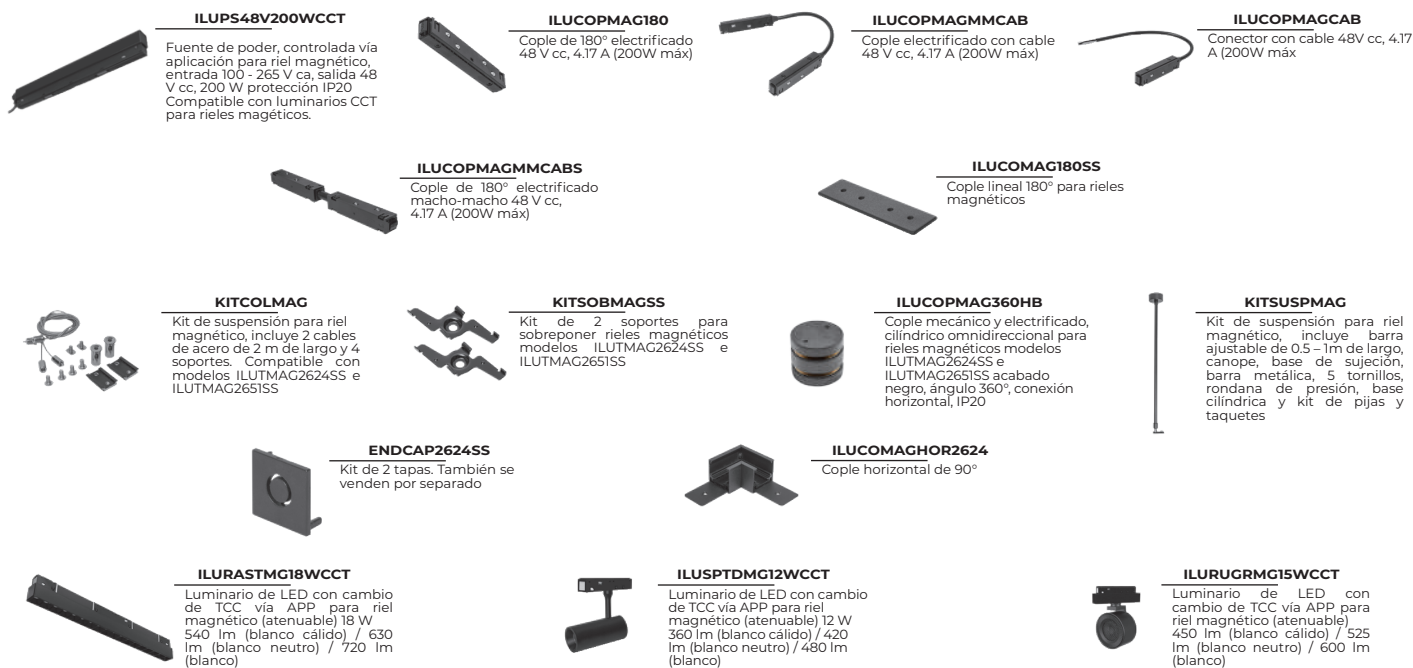 ILUPS48V200WCCT
Fuente de poder, controlada vía
aplicación para riel magnético,
entrada 100 - 265 V ca, salida 48
V cc, 200 W protección IP20
Compatible con luminarios CCT
para rieles magéticos.
ILUCOPMAG180
Cople de 180° electrificado
48 V cc, 4.17 A (200W máx)
ILUCOPMAGMMCAB
Cople electrificado con cable
48 V cc, 4.17 A (200W máx)
ILUCOPMAGCAB
Conector con cable 48V cc, 4.17
A (200W máx
ILUCOPMAGMMCABS
Cople de 180° electrificado
macho-macho 48 V cc,
4.17 A (200W máx)
ILUCOMAG180SS
Cople lineal 180° para rieles
magnéticos
KITCOLMAG
Kit de suspensión para riel
magnético, incluye 2 cables
de acero de 2 m de largo y 4
soportes. Compatible con
modelos ILUTMAG2624SS e
ILUTMAG2651SS
KITSOBMAGSS
Kit de 2 soportes para
sobreponer rieles magnéticos
modelos ILUTMAG2624SS e
ILUTMAG2651SS
ILUCOPMAG360HB
Cople mecánico y electrificado,
cilíndrico omnidireccional para
rieles magnéticos modelos
ILUTMAG2624SS e
ILUTMAG2651SS acabado
negro, ángulo 360°, conexión
horizontal, IP20
KITSUSPMAG
Kit de suspensión para riel
magnético, incluye barra
ajustable de 0.5 – 1m de largo,
canope, base de sujeción,
barra metálica, 5 tornillos,
rondana de presión, base
cilíndrica y kit de pijas y
taquetes
ENDCAP2624SS
Kit de 2 tapas. También se
venden por separado
ILUCOMAGHOR2624
Cople horizontal de 90°
ILURASTMG18WCCT
Luminario de LED con cambio
de TCC vía APP para riel
magnético (atenuable) 18 W
540 lm (blanco cálido) / 630
lm (blanco neutro) / 720 lm
(blanco)
ILUSPTDMG12WCCT
Luminario de LED con cambio
de TCC vía APP para riel
magnético (atenuable) 12 W
360 lm (blanco cálido) / 420
lm (blanco neutro) / 480 lm
(blanco)
ILURUGRMG15WCCT
Luminario de LED con
cambio de TCC vía APP para
riel magnético (atenuable)
450 lm (blanco cálido) / 525
lm (blanco neutro) / 600 lm
(blanco)